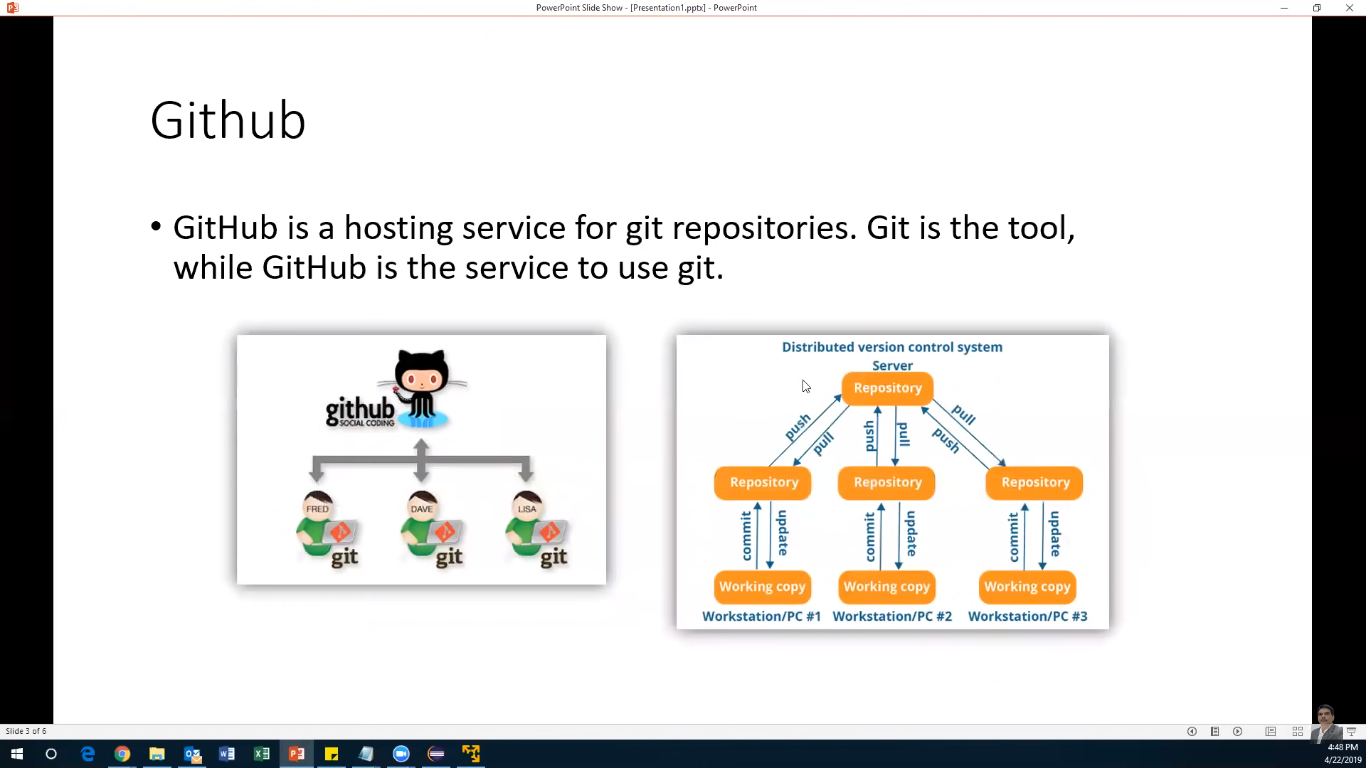 PowerPoint Slide Show - [Presentation1.pptx] - PowerPoint
Github
• GitHub is a hosting service for git repositories. Git is the tool,
while GitHub is the service to use git.
github
SOCIAL CODING
FRED
DAVE
LISA
git
git
git
Distributed version control system
Server
Repository
push
pull
push
pull
push
pull
Repository
Repository
Repository
commit
update
commit
update
commit
update
Working copy
Working copy
Working copy
Workstation/PC #1
Workstation/PC #2
Workstation/PC #3
Slide 3 of 6
4:48 PM
4/22/2019